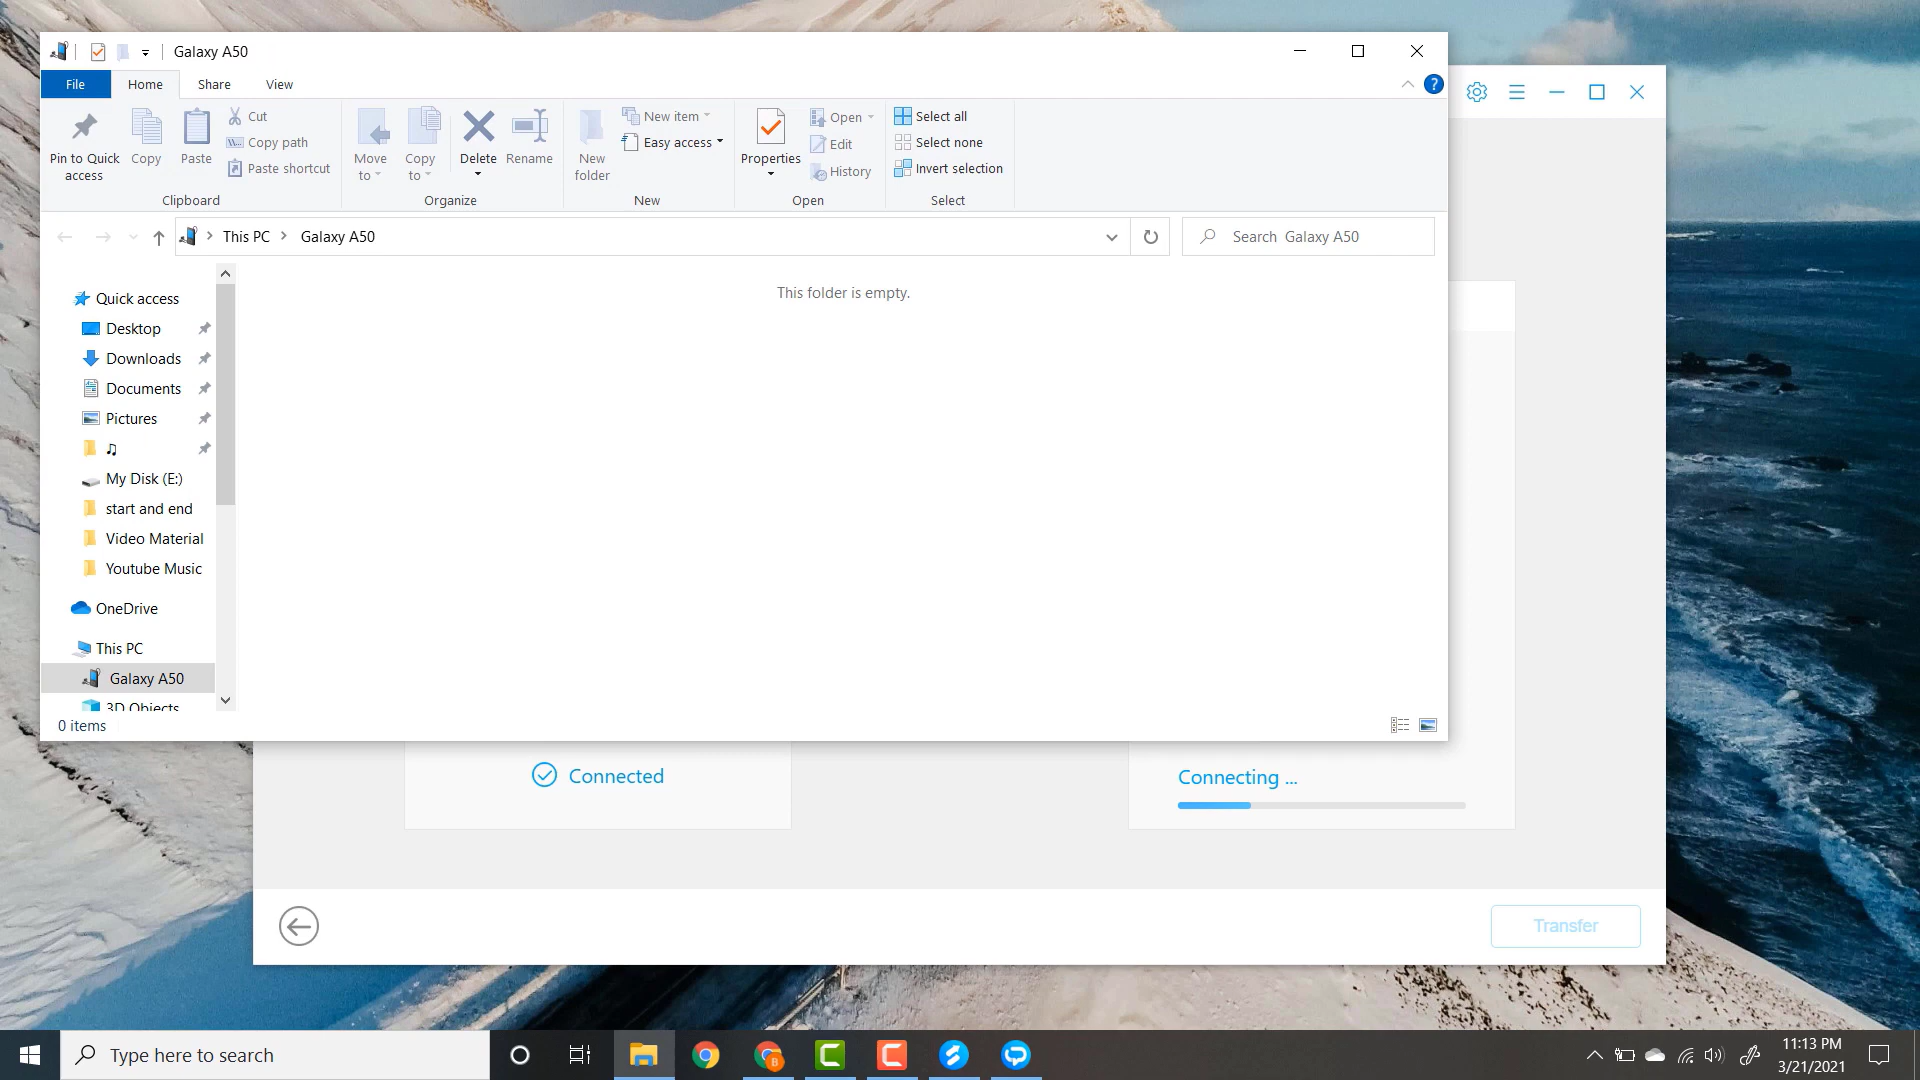 Galaxy A50
File
Home
Share
View
Pin to Quick access
Copy
Paste
Cut
Copy path
Paste shortcut
Clipboard
Move to
Copy to
Delete
Rename
Organize
New folder
New item
Easy access
New
Properties
Open
Edit
History
Open
Select all
Select none
Invert selection
Select
This PC
Galaxy A50
Search Galaxy A50
This folder is empty.
Quick access
Desktop
Downloads
Documents
Pictures
♫
My Disk (E:)
start and end
Video Material
Youtube Music
OneDrive
This PC
Galaxy A50
3D Objects
0 items
Connected
Connecting ...
Transfer
Type here to search
11:13 PM
3/21/2021